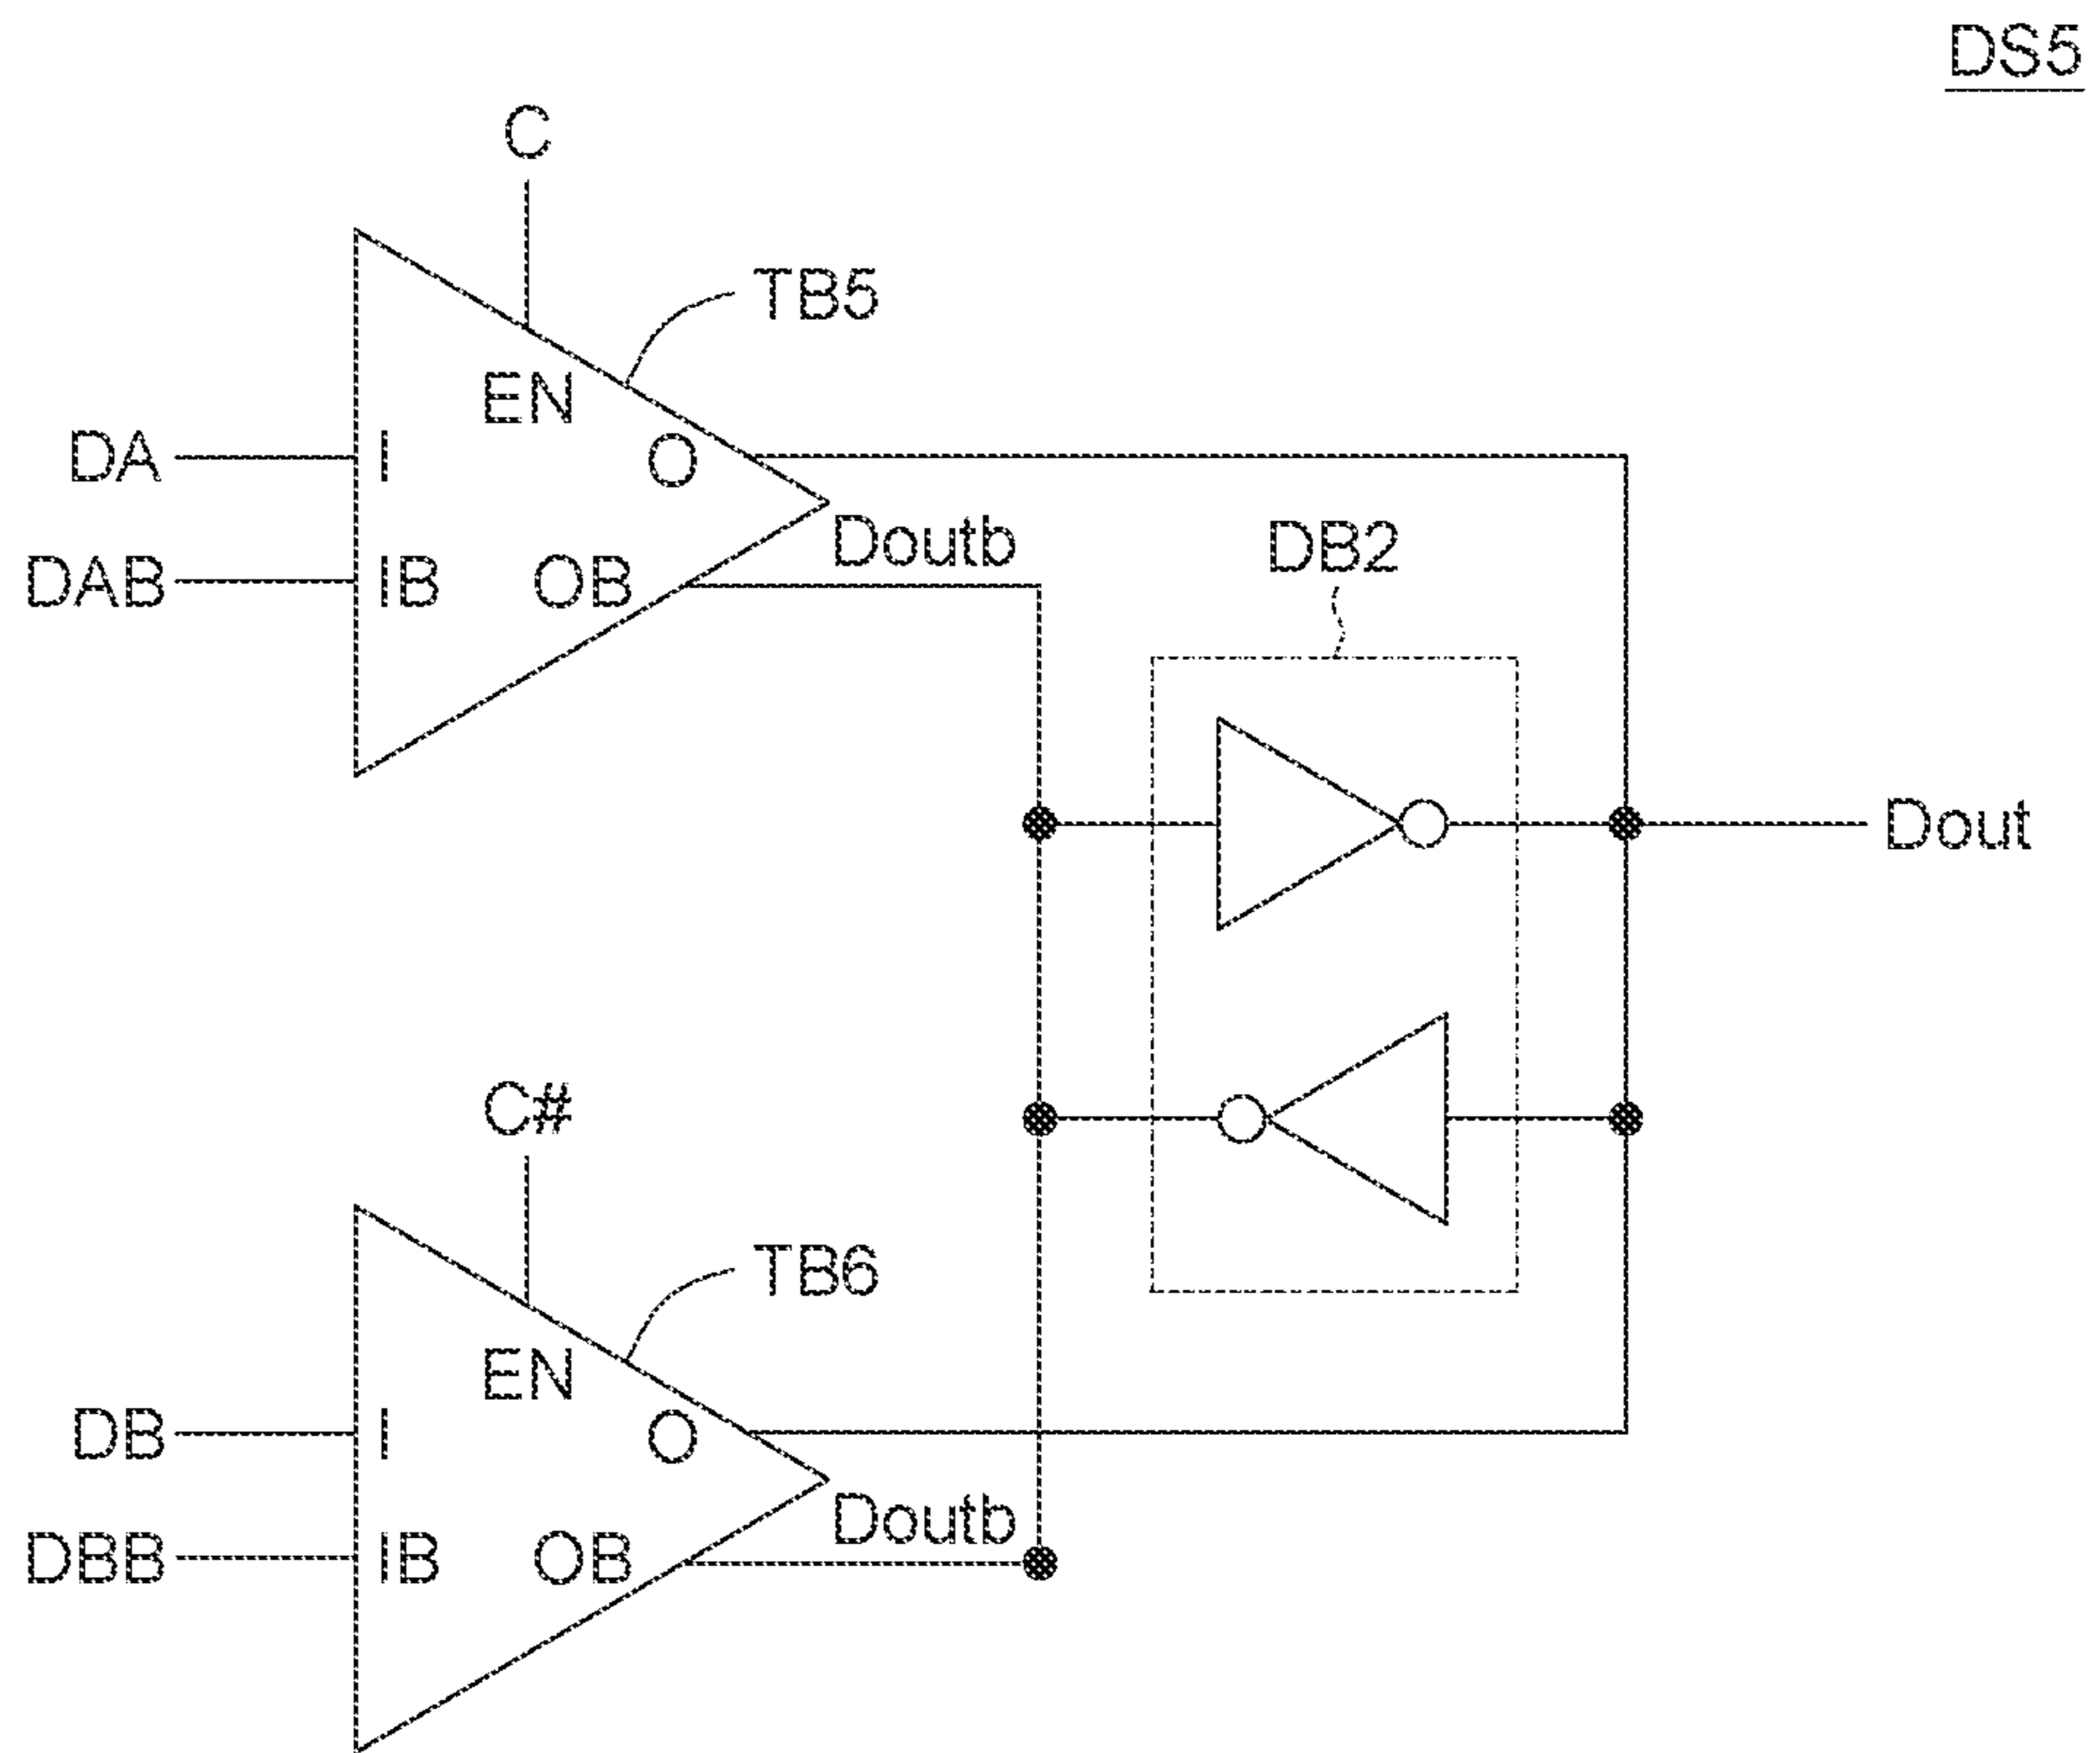 DS5
C
TB5
EN
DA
I
O
Doutb
DB2
DAB
IB
OB
Dout
C#
TB6
EN
DB
I
O
Doutb
DBB
IB
OB